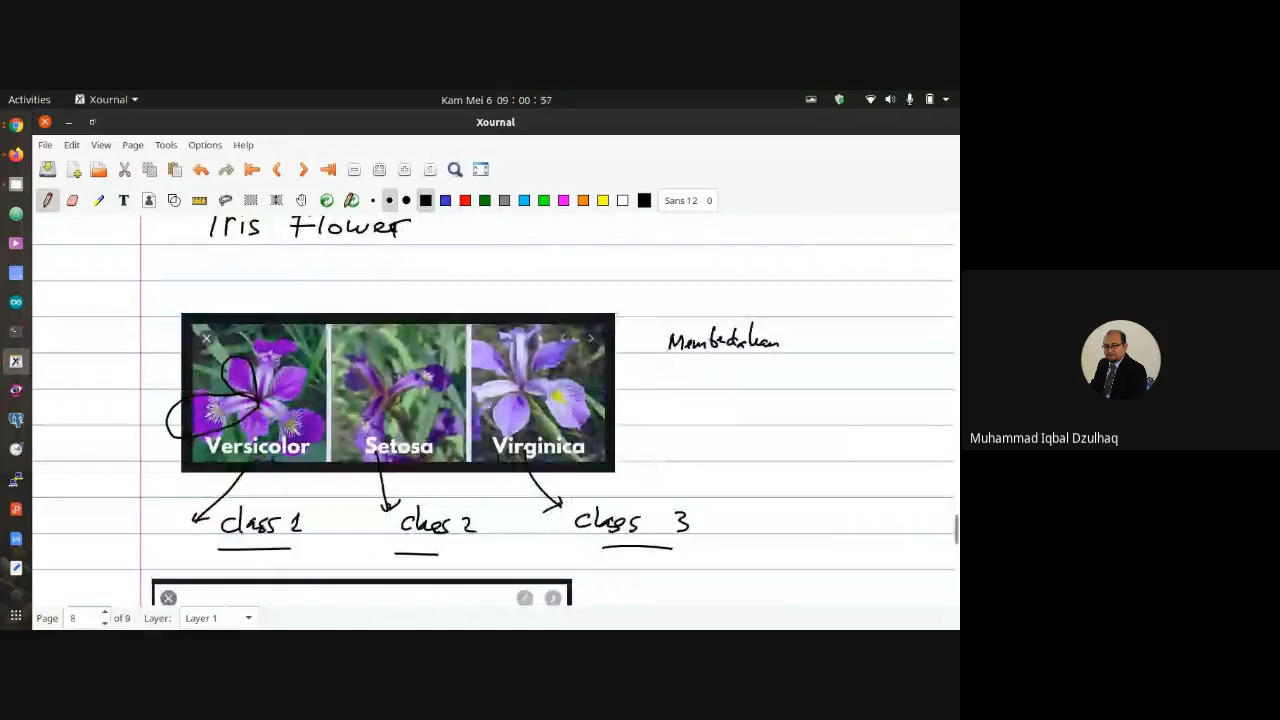 Activities Xournal Kam Mei 6 09 : 00 : 57
Xournal
File Edit View Page Tools Options Help
T Sans 12 0
Iris Flower
Membedakan
Versicolor Setosa Virginica
class 1 class 2 class 3
Muhammad Iqbal Dzulhaq
Page 8 of 9 Layer: Layer 1